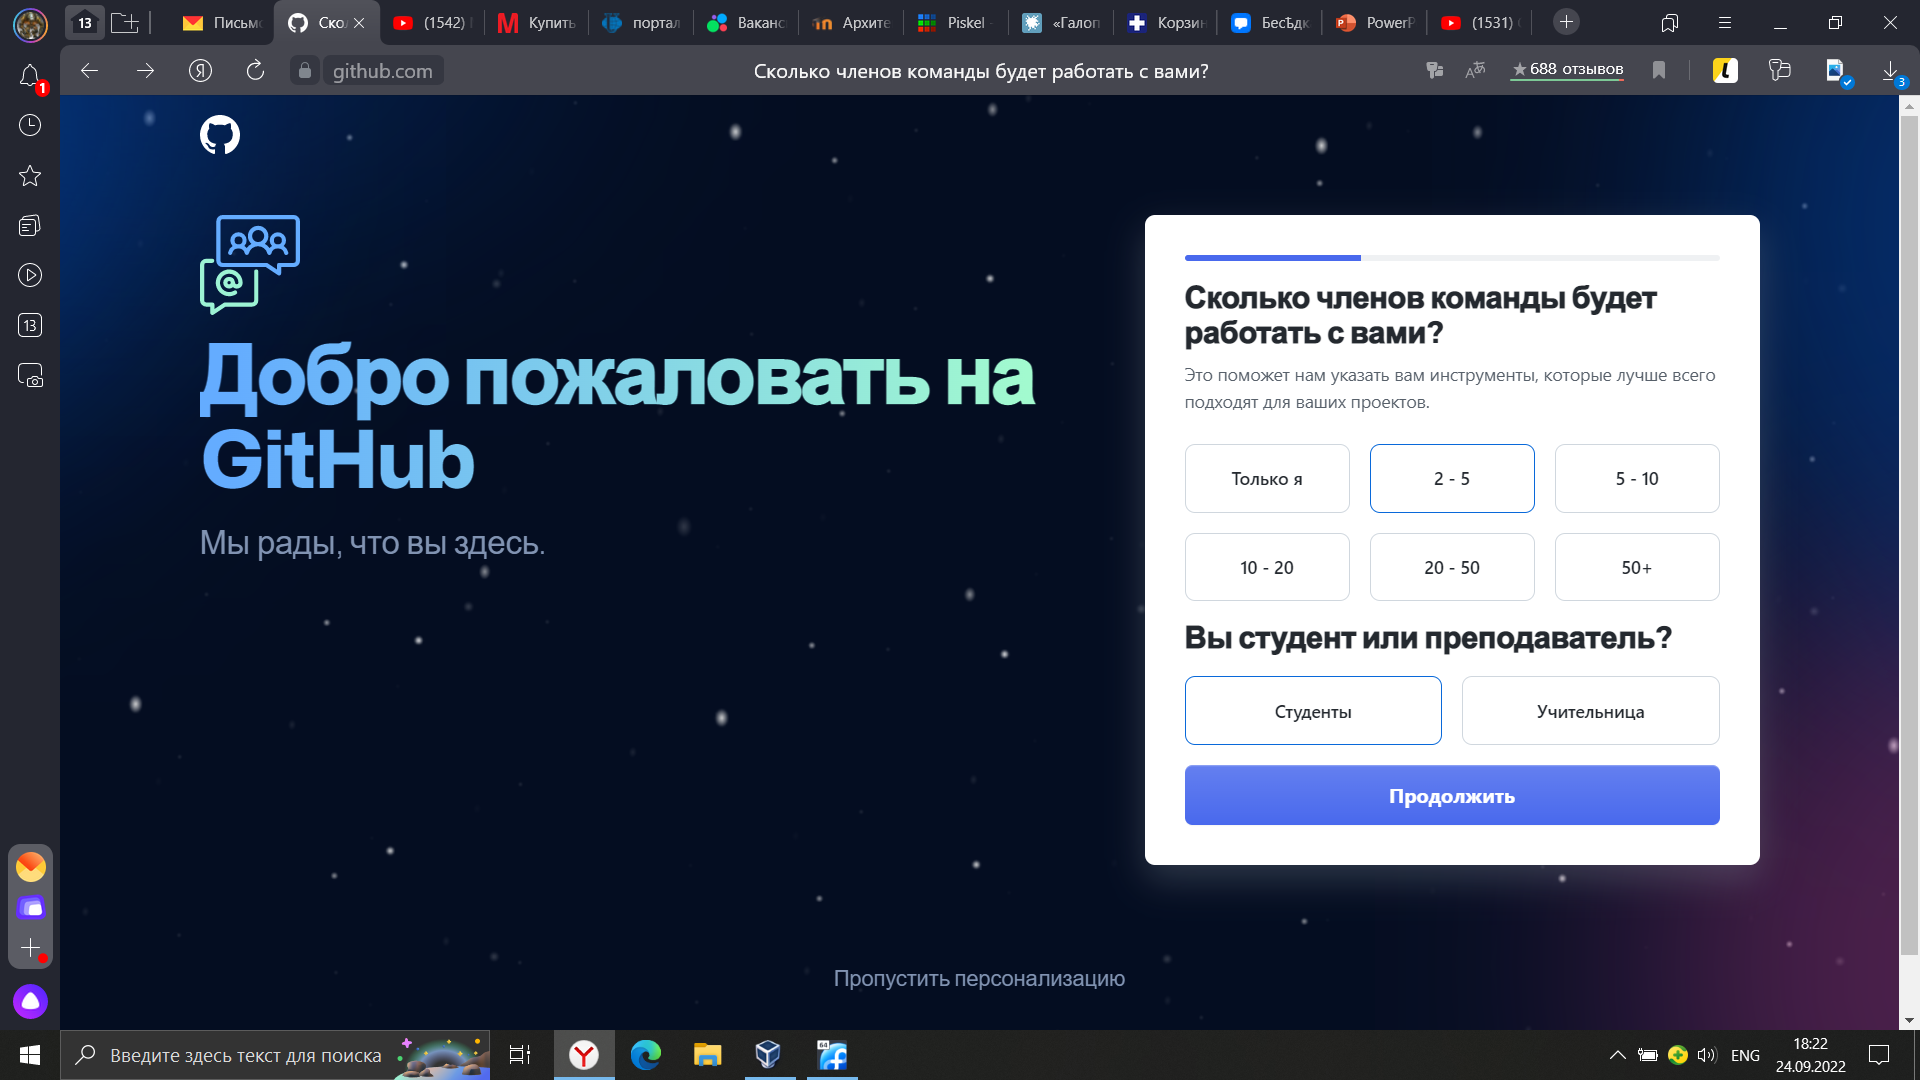 13
Письмо
Ско
(1542)
Купить
портал
Ваканс
Архите
Piskel
«Галоп
Корзин
Бесѣдк
PowerP
(1531)
1
github.com
Сколько членов команды будет работать с вами?
★688 отзывов
3
Добро пожаловать на
GitHub
Мы рады, что вы здесь.
Сколько членов команды будет
работать с вами?
Это поможет нам указать вам инструменты, которые лучше всего
подходят для ваших проектов.
Только я
2 - 5
5 - 10
10 - 20
20 - 50
50+
Вы студент или преподаватель?
Студенты
Учительница
Продолжить
Пропустить персонализацию
13
Введите здесь текст для поиска
64
ENG
18:22
24.09.2022